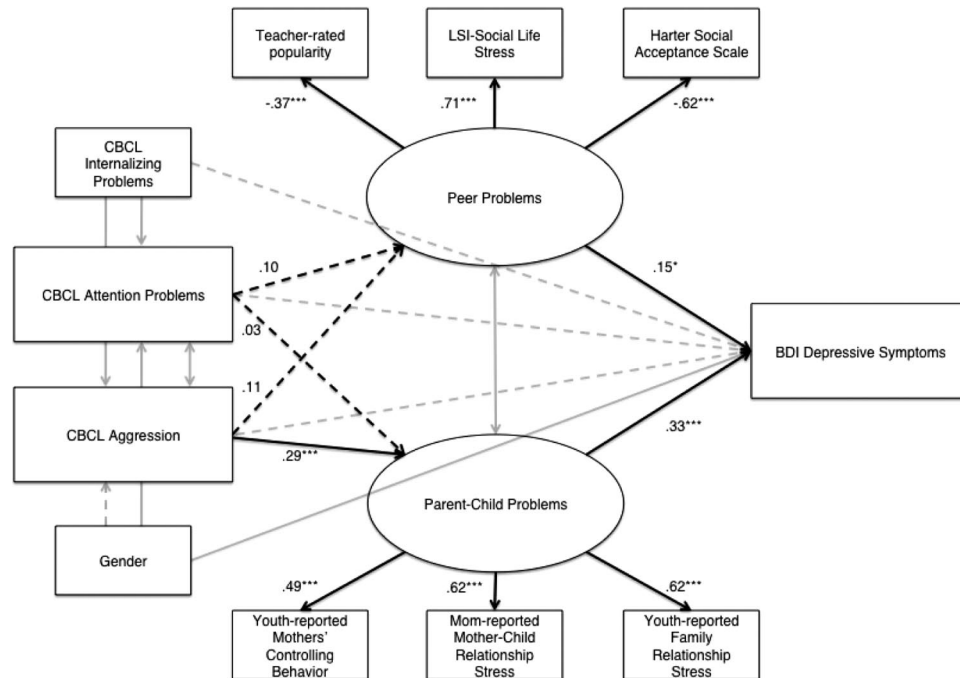 Teacher-rated
popularity
LSI-Social Life
Stress
Harter Social
Acceptance Scale
-.37***
.71***
-.62***
CBCL
Internalizing
Problems
Peer Problems
CBCL Attention Problems
.10
.15*
.03
BDI Depressive Symptoms
.11
CBCL Aggression
.29***
.33***
Parent-Child Problems
Gender
.49***
.62***
.62***
Youth-reported
Mothers'
Controlling
Behavior
Mom-reported
Mother-Child
Relationship
Stress
Youth-reported
Family
Relationship
Stress